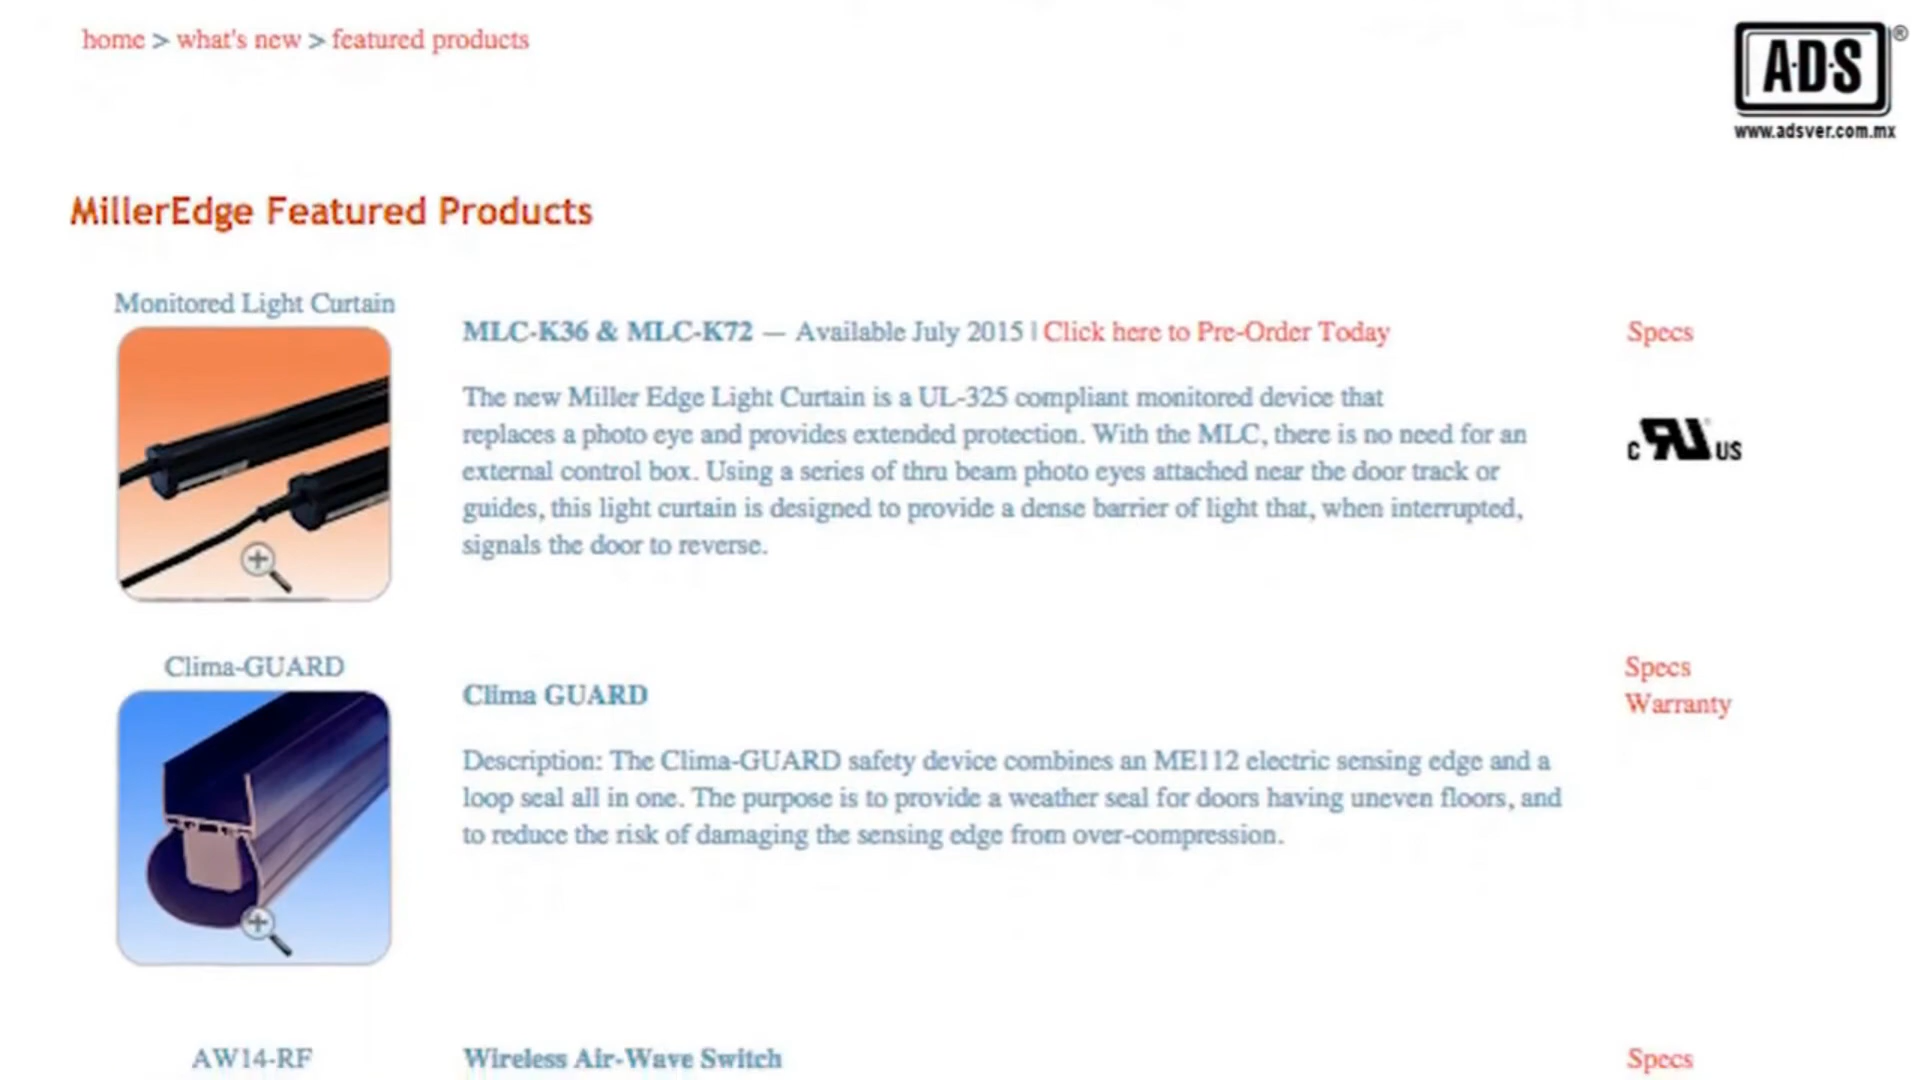 home > what's new > featured products
A·D·S®
www.adsver.com.mx
MillerEdge Featured Products
Monitored Light Curtain
MLC-K36 & MLC-K72 — Available July 2015 | Click here to Pre-Order Today
Specs
The new Miller Edge Light Curtain is a UL-325 compliant monitored device that
replaces a photo eye and provides extended protection. With the MLC, there is no need for an
external control box. Using a series of thru beam photo eyes attached near the door track or
guides, this light curtain is designed to provide a dense barrier of light that, when interrupted,
signals the door to reverse.
c RU US
Clima-GUARD
Clima GUARD
Specs
Warranty
Description: The Clima-GUARD safety device combines an ME112 electric sensing edge and a
loop seal all in one. The purpose is to provide a weather seal for doors having uneven floors, and
to reduce the risk of damaging the sensing edge from over-compression.
AW14-RF
Wireless Air-Wave Switch
Specs